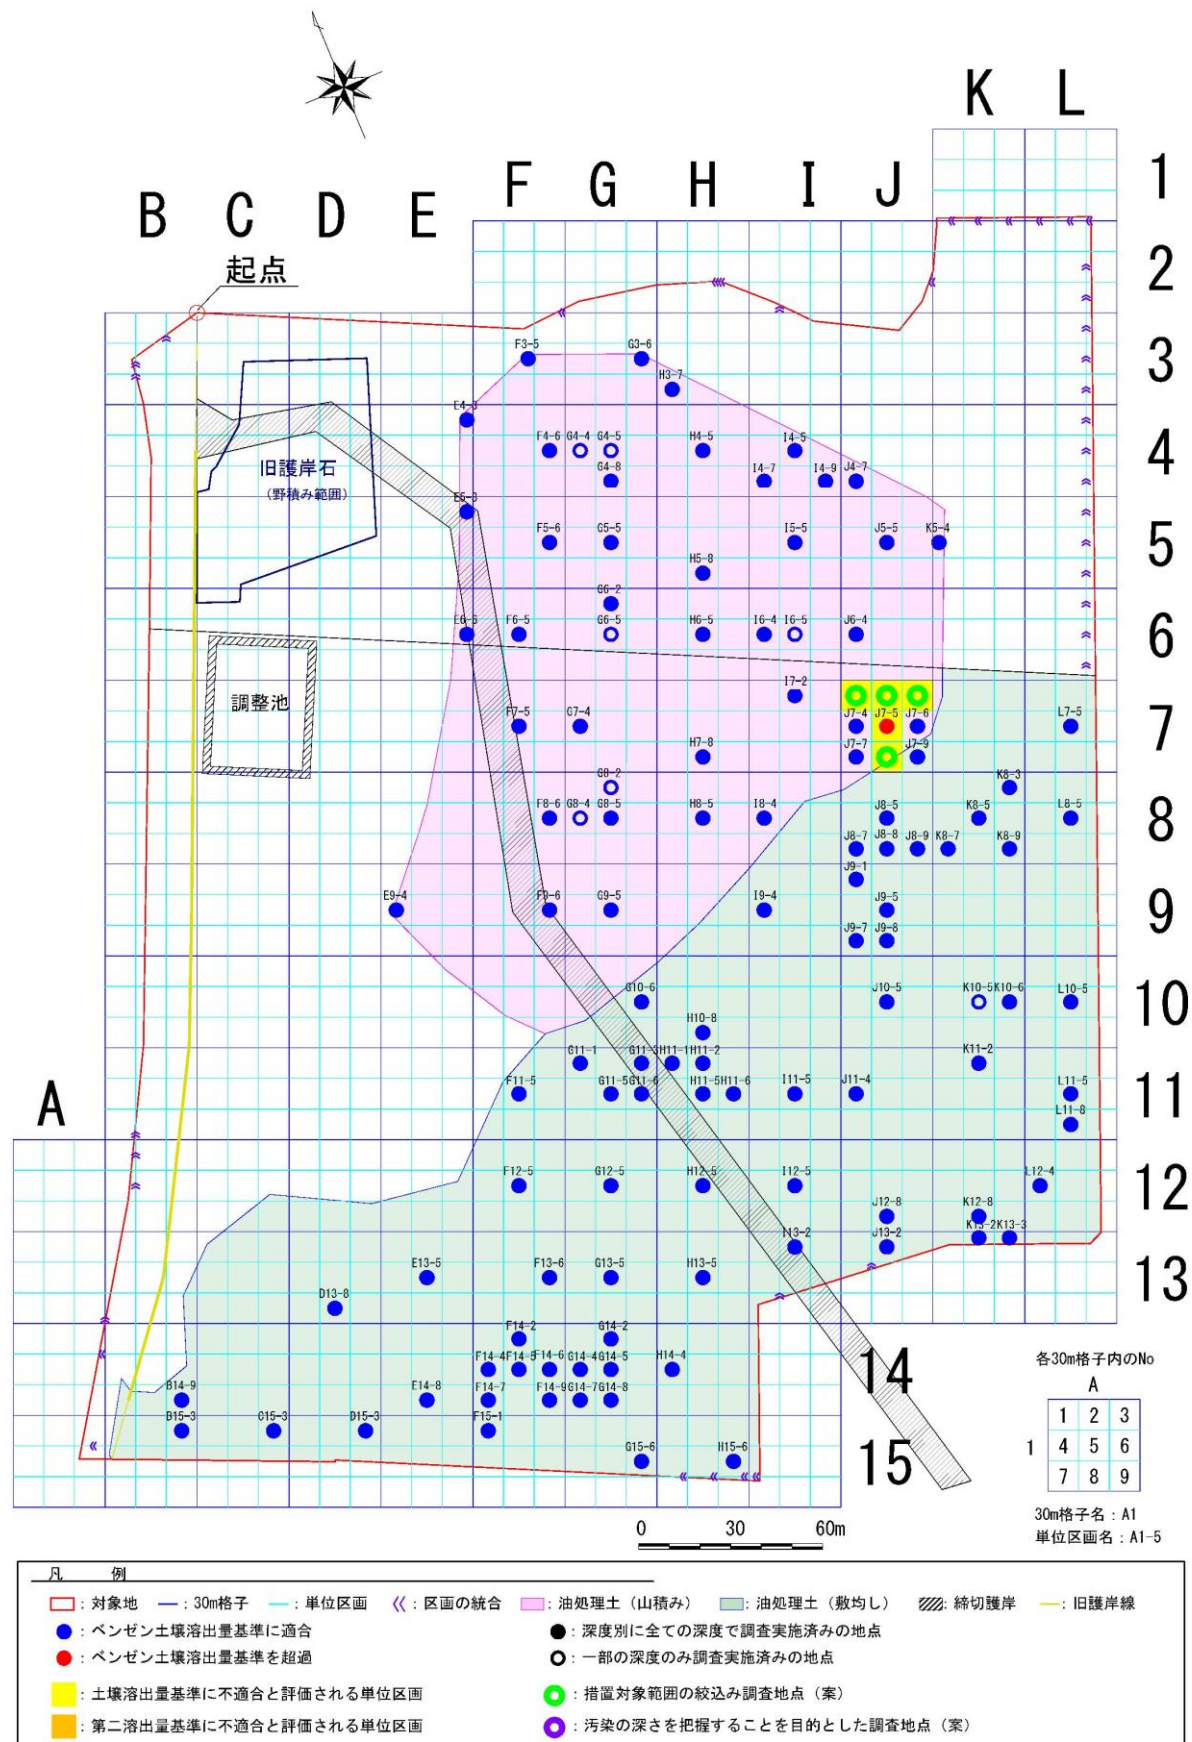 K L
F G H I J
B C D E
1
2
起点
3
F3-5 G3-6
H3-7
E4-3
F4-6 G4-4 G4-5 H4-5 I4-5
4
旧護岸石
(野積み範囲)
G4-8 I4-7 I4-9 J4-7
E5-3
F5-6 G5-5 I5-5 J5-5 K5-4
5
H5-8
G6-2
E6-6 F6-5 G6-5 H6-5 I6-4 I6-5 J6-4
6
調整池
I7-2
F7-5 G7-4 J7-4 J7-5 J7-6 L7-5
7
H7-8 J7-7 J7-9
G8-2 K8-3
F8-6 G8-4 G8-5 H8-5 I8-4 J8-5 K8-5 L8-5
8
J8-7 J8-8 J8-9 K8-7 K8-9
J9-1
E9-4 F9-6 G9-5 I9-4 J9-5
9
J9-7 J9-8
G10-6 J10-5 K10-5 K10-6 L10-5
10
H10-8
G11-1 G11-3 H11-1 H11-2 K11-2
A
F11-5 G11-5 G11-6 H11-5 H11-6 I11-5 J11-4 L11-5
11
L11-8
F12-5 G12-5 H12-5 I12-5 L12-4
12
J12-8 K12-8
I13-2 J13-2 K13-2 K13-3
E13-5 F13-6 G13-5 H13-5
13
D13-8
F14-2 G14-2
F14-4 F14-5 F14-6 G14-4 G14-5 H14-4
14
B14-9 E14-8 F14-7 F14-9 G14-7 G14-8
B15-3 C15-3 D15-3 F15-1
G15-6 H15-6
15
各30m格子内のNo
A
1 2 3
1 4 5 6
7 8 9
30m格子名：A1
単位区画名：A1-5
0 30 60m
凡 例
：対象地 ：30m格子 ：単位区画 ：区画の統合 ：油処理土（山積み） ：油処理土（敷均し） ：締切護岸 ：旧護岸線
：ベンゼン土壌溶出量基準に適合 ：深度別に全ての深度で調査実施済みの地点
：ベンゼン土壌溶出量基準を超過 ：一部の深度のみ調査実施済みの地点
：土壌溶出量基準に不適合と評価される単位区画 ：措置対象範囲の絞込み調査地点（案）
：第二溶出量基準に不適合と評価される単位区画 ：汚染の深さを把握することを目的とした調査地点（案）